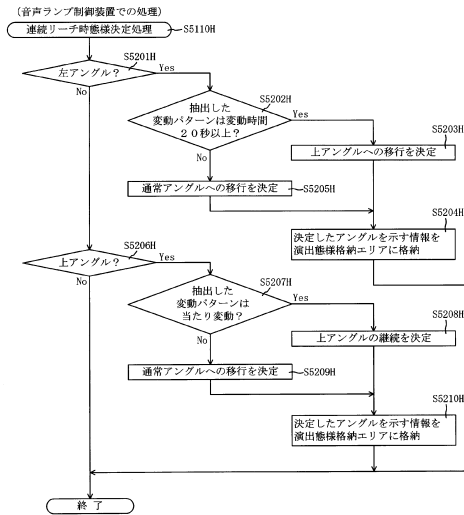 (音声ランプ制御装置での処理)
連続リーチ時態様決定処理
S5110H
S5201H
左アングル?
Yes
No
S5202H
抽出した
変動パターンは変動時間
20秒以上?
Yes
No
S5203H
上アングルへの移行を決定
通常アングルへの移行を決定
S5205H
S5204H
決定したアングルを示す情報を
演出態様格納エリアに格納
S5206H
上アングル?
Yes
No
S5207H
抽出した
変動パターンは
当たり変動?
Yes
No
S5208H
上アングルの継続を決定
通常アングルへの移行を決定
S5209H
S5210H
決定したアングルを示す情報を
演出態様格納エリアに格納
終了